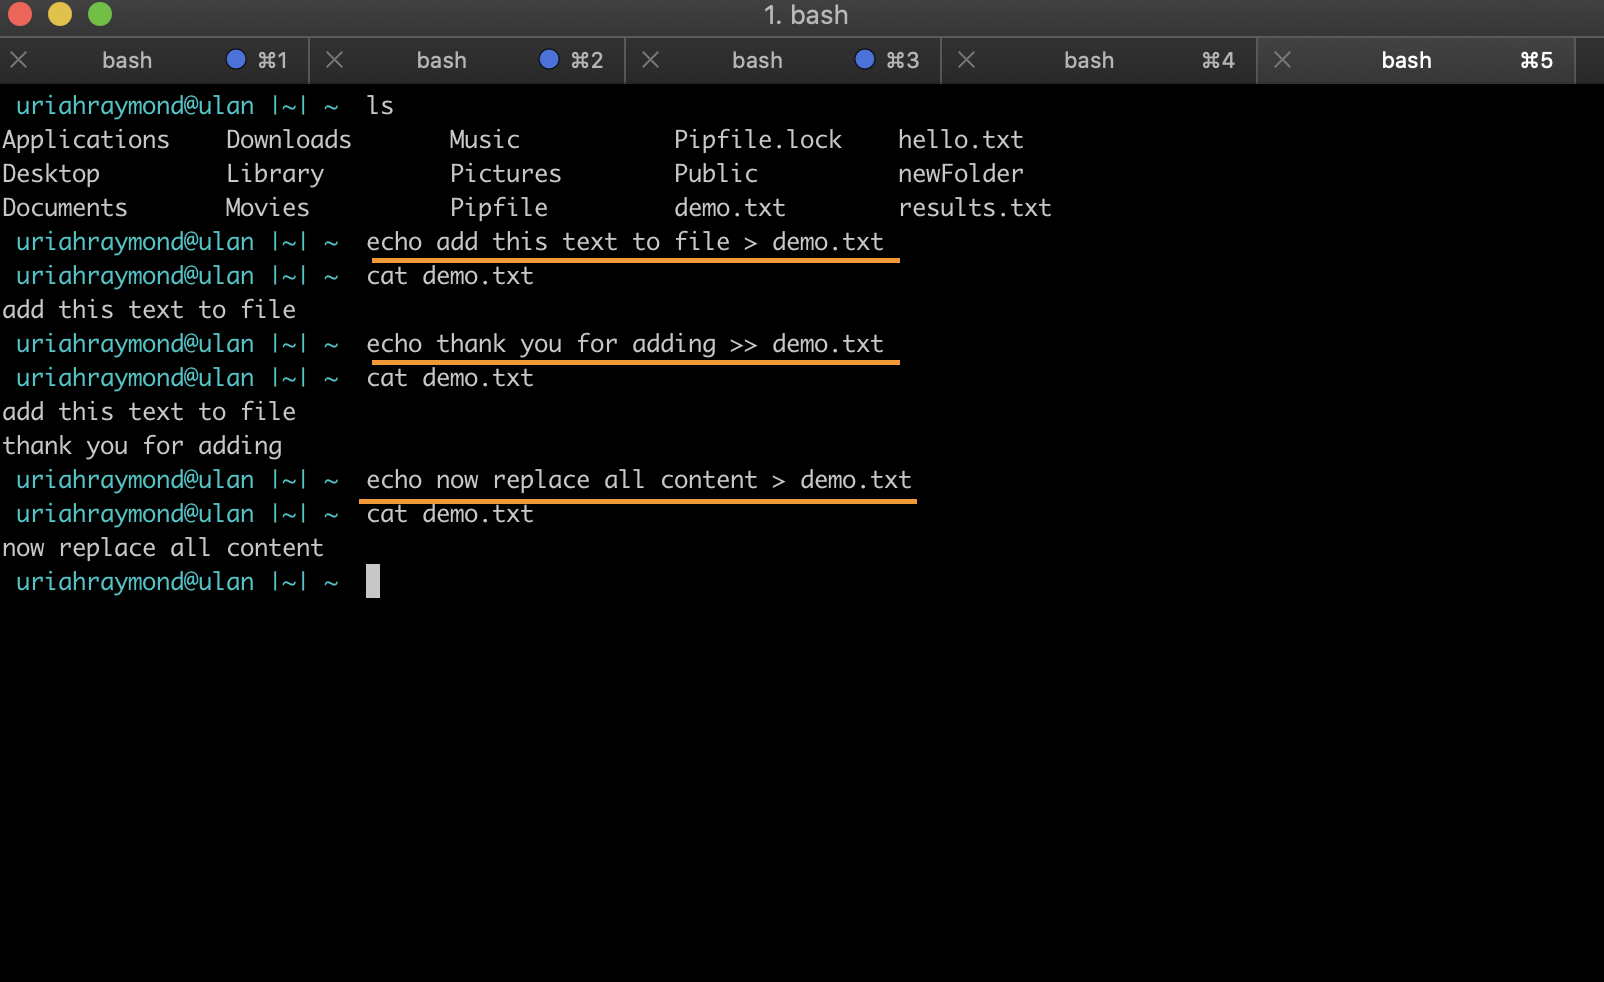 1. bash
bash ⌘1 bash ⌘2 bash ⌘3 bash ⌘4 bash ⌘5
uriahraymond@ulan |~| ~ ls
Applications Downloads Music Pipfile.lock hello.txt
Desktop Library Pictures Public newFolder
Documents Movies Pipfile demo.txt results.txt
uriahraymond@ulan |~| ~ echo add this text to file > demo.txt
uriahraymond@ulan |~| ~ cat demo.txt
add this text to file
uriahraymond@ulan |~| ~ echo thank you for adding >> demo.txt
uriahraymond@ulan |~| ~ cat demo.txt
add this text to file
thank you for adding
uriahraymond@ulan |~| ~ echo now replace all content > demo.txt
uriahraymond@ulan |~| ~ cat demo.txt
now replace all content
uriahraymond@ulan |~| ~